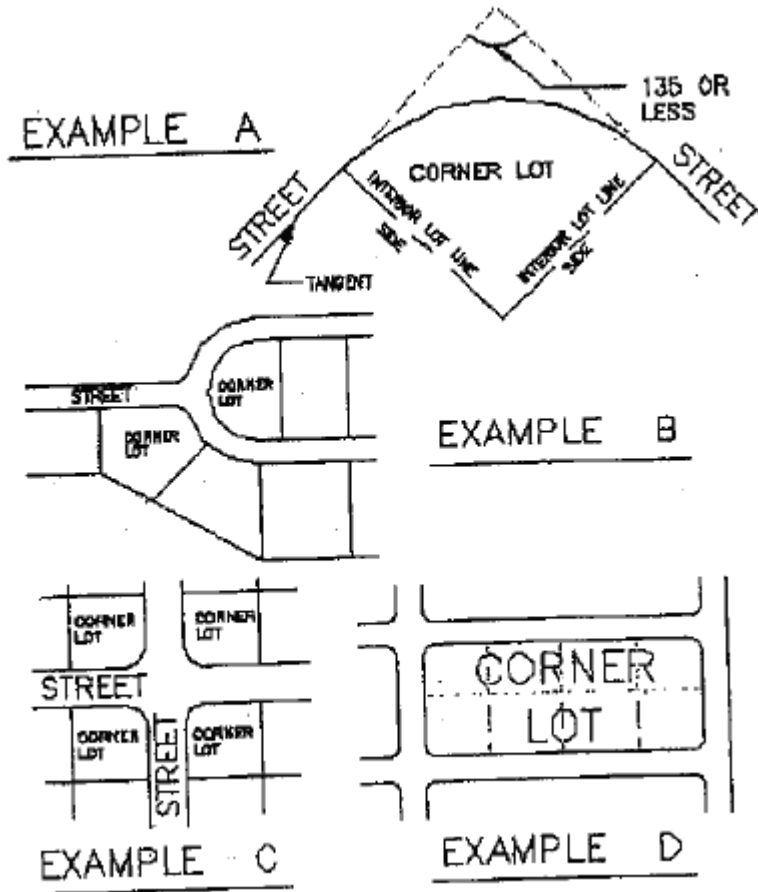 135 OR
LESS
EXAMPLE A
CORNER LOT
STREET
STREET
INTERIOR LOT LINE
SIDE
INTERIOR LOT LINE
SIDE
TANGENT
STREET
CORNER
LOT
CORNER
LOT
EXAMPLE B
CORNER
LOT
CORNER
LOT
STREET
CORNER
LOT
STREET
CORNER
LOT
CORNER
LOT
EXAMPLE C
EXAMPLE D